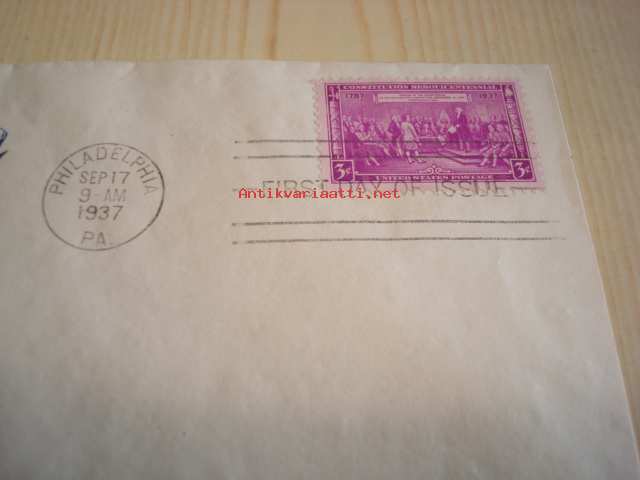 CONSTITUTION SESQUICENTENNIAL
1787 1937
3¢ 3¢
UNITED STATES POSTAGE
PHILADELPHIA
SEP 17
9-AM
1937
PA.
FIRST DAY OF ISSUE
Antikvariaatti.net